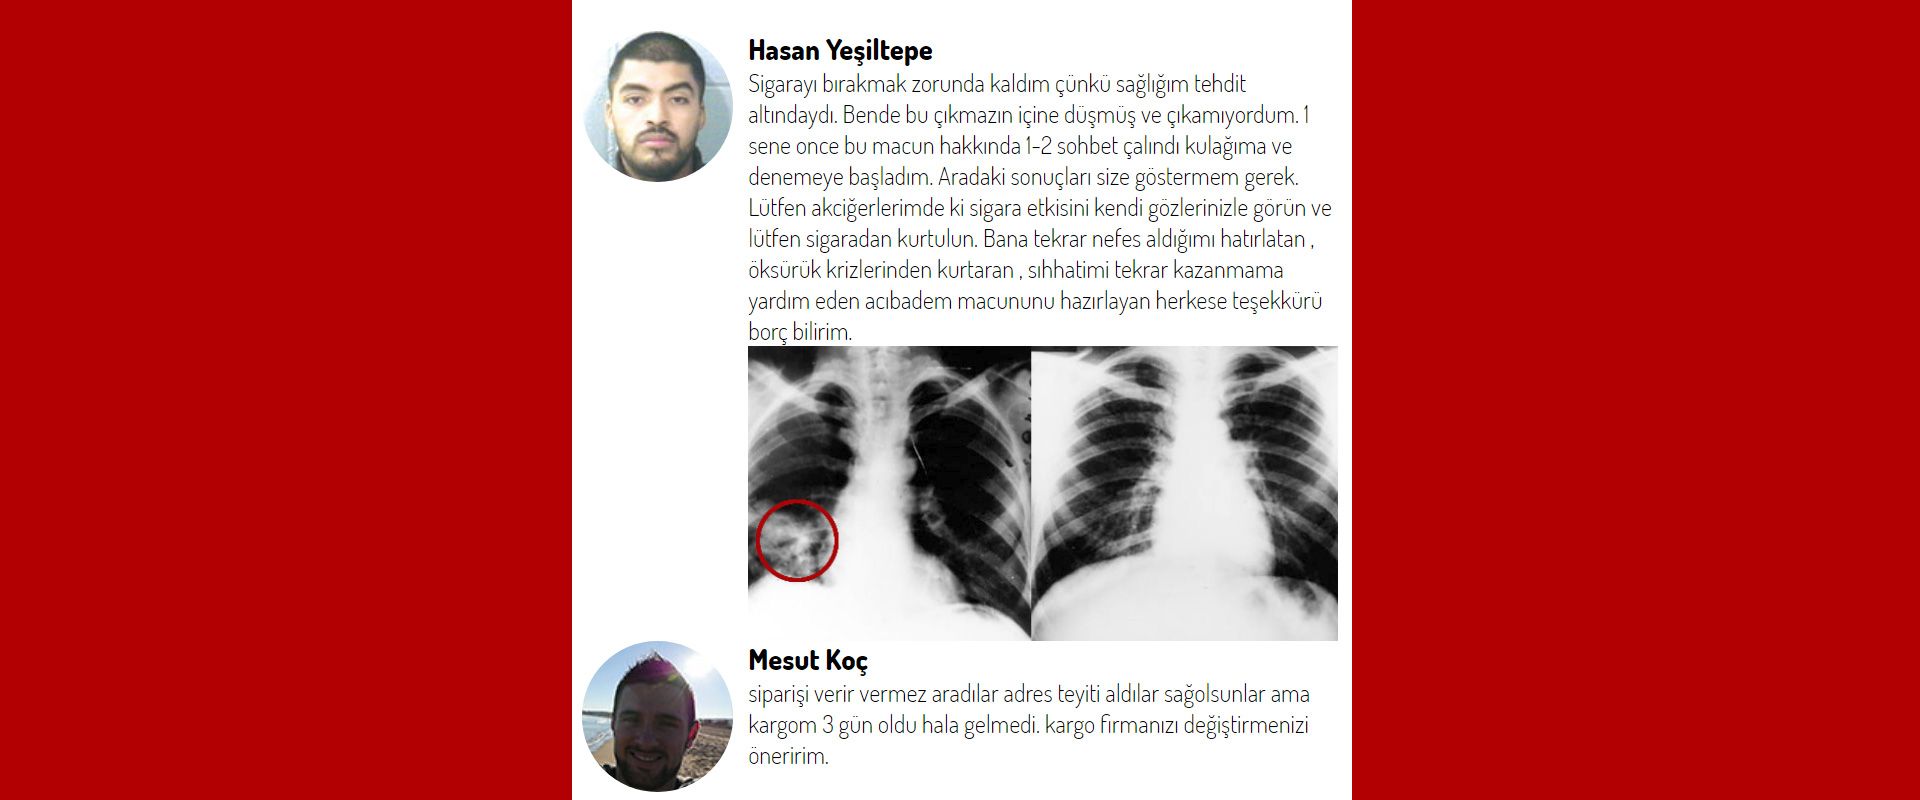 Hasan Yeşiltepe
Sigarayı bırakmak zorunda kaldım çünkü sağlığım tehdit
altındaydı. Bende bu çıkmazın içine düşmüş ve çıkamıyordum. 1
sene once bu macun hakkında 1-2 sohbet çalındı kulağıma ve
denemeye başladım. Aradaki sonuçları size göstermem gerek.
Lütfen akciğerlerimde ki sigara etkisini kendi gözlerinizle görün ve
lütfen sigaradan kurtulun. Bana tekrar nefes aldığımı hatırlatan ,
öksürük krizlerinden kurtaran , sıhhatimi tekrar kazanmama
yardım eden acıbadem macununu hazırlayan herkese teşekkürü
borç bilirim.
Mesut Koç
siparişi verir vermez aradılar adres teyiti aldılar sağolsunlar ama
kargom 3 gün oldu hala gelmedi. kargo firmanızı değiştirmenizi
öneririm.